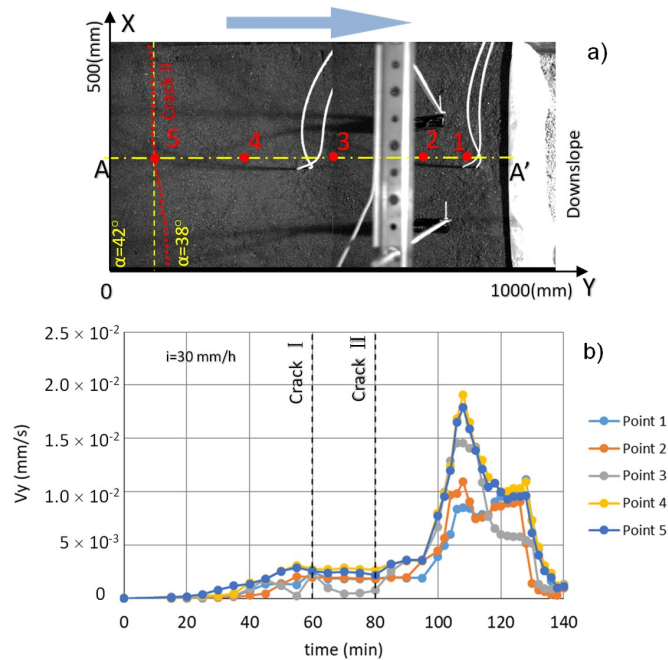 X
a)
500(mm)
Crack II
5
4
3
2
1
A
A'
Downslope
α=42°
α=38°
0
1000(mm)
Y
b)
2.5 × 10⁻²
2.0 × 10⁻²
1.5 × 10⁻²
1.0 × 10⁻²
5 × 10⁻³
0
Vy (mm/s)
i=30 mm/h
Crack I
Crack II
0 20 40 60 80 100 120 140
time (min)
Point 1
Point 2
Point 3
Point 4
Point 5